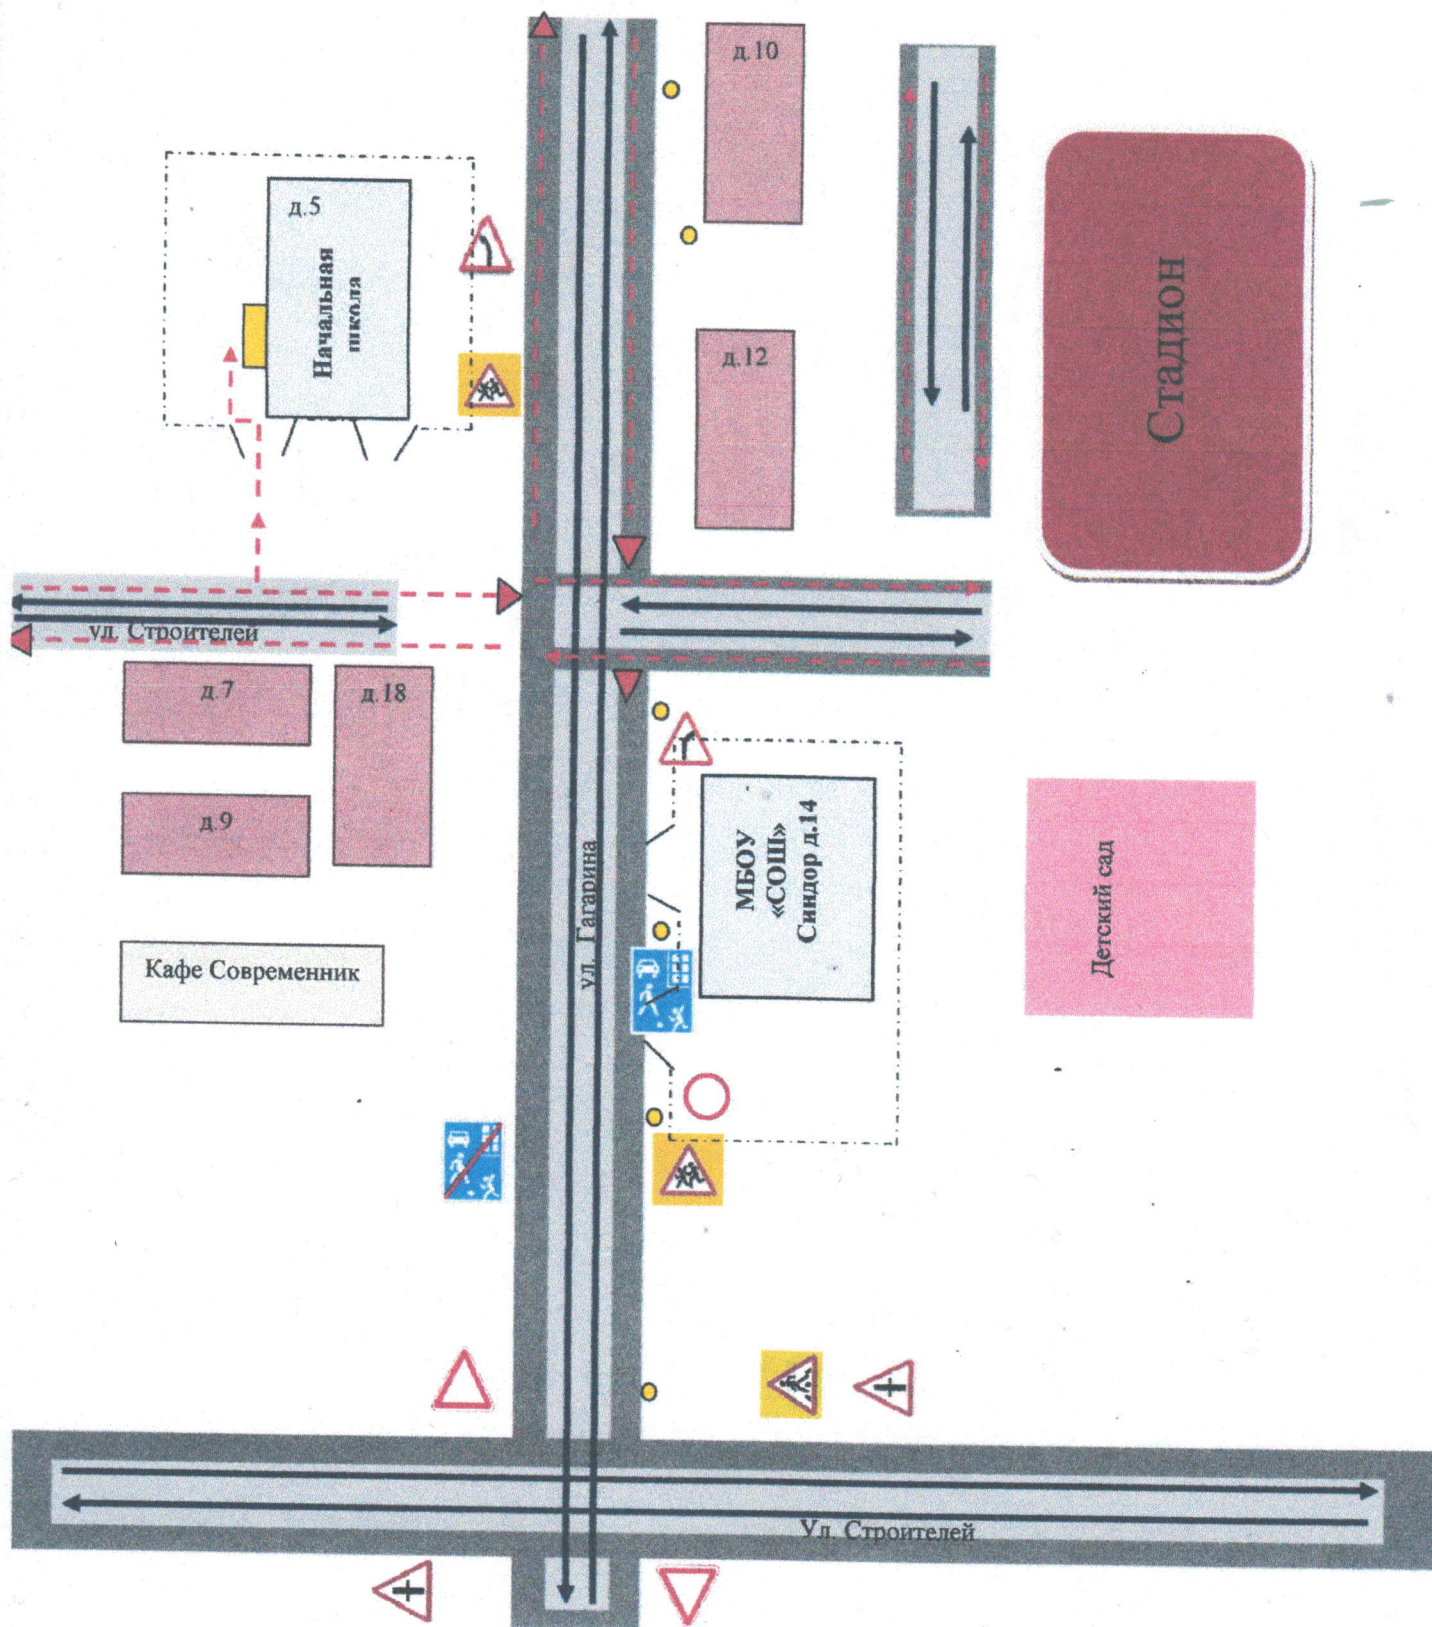 д.10
д.5
Начальная
школа
д.12
Стадион
ул. Строителей
д.7
д.18
д.9
МБОУ
«СОШ»
Синдор д.14
ул. Гагарина
Детский сад
Кафе Современник
Ул. Строителей